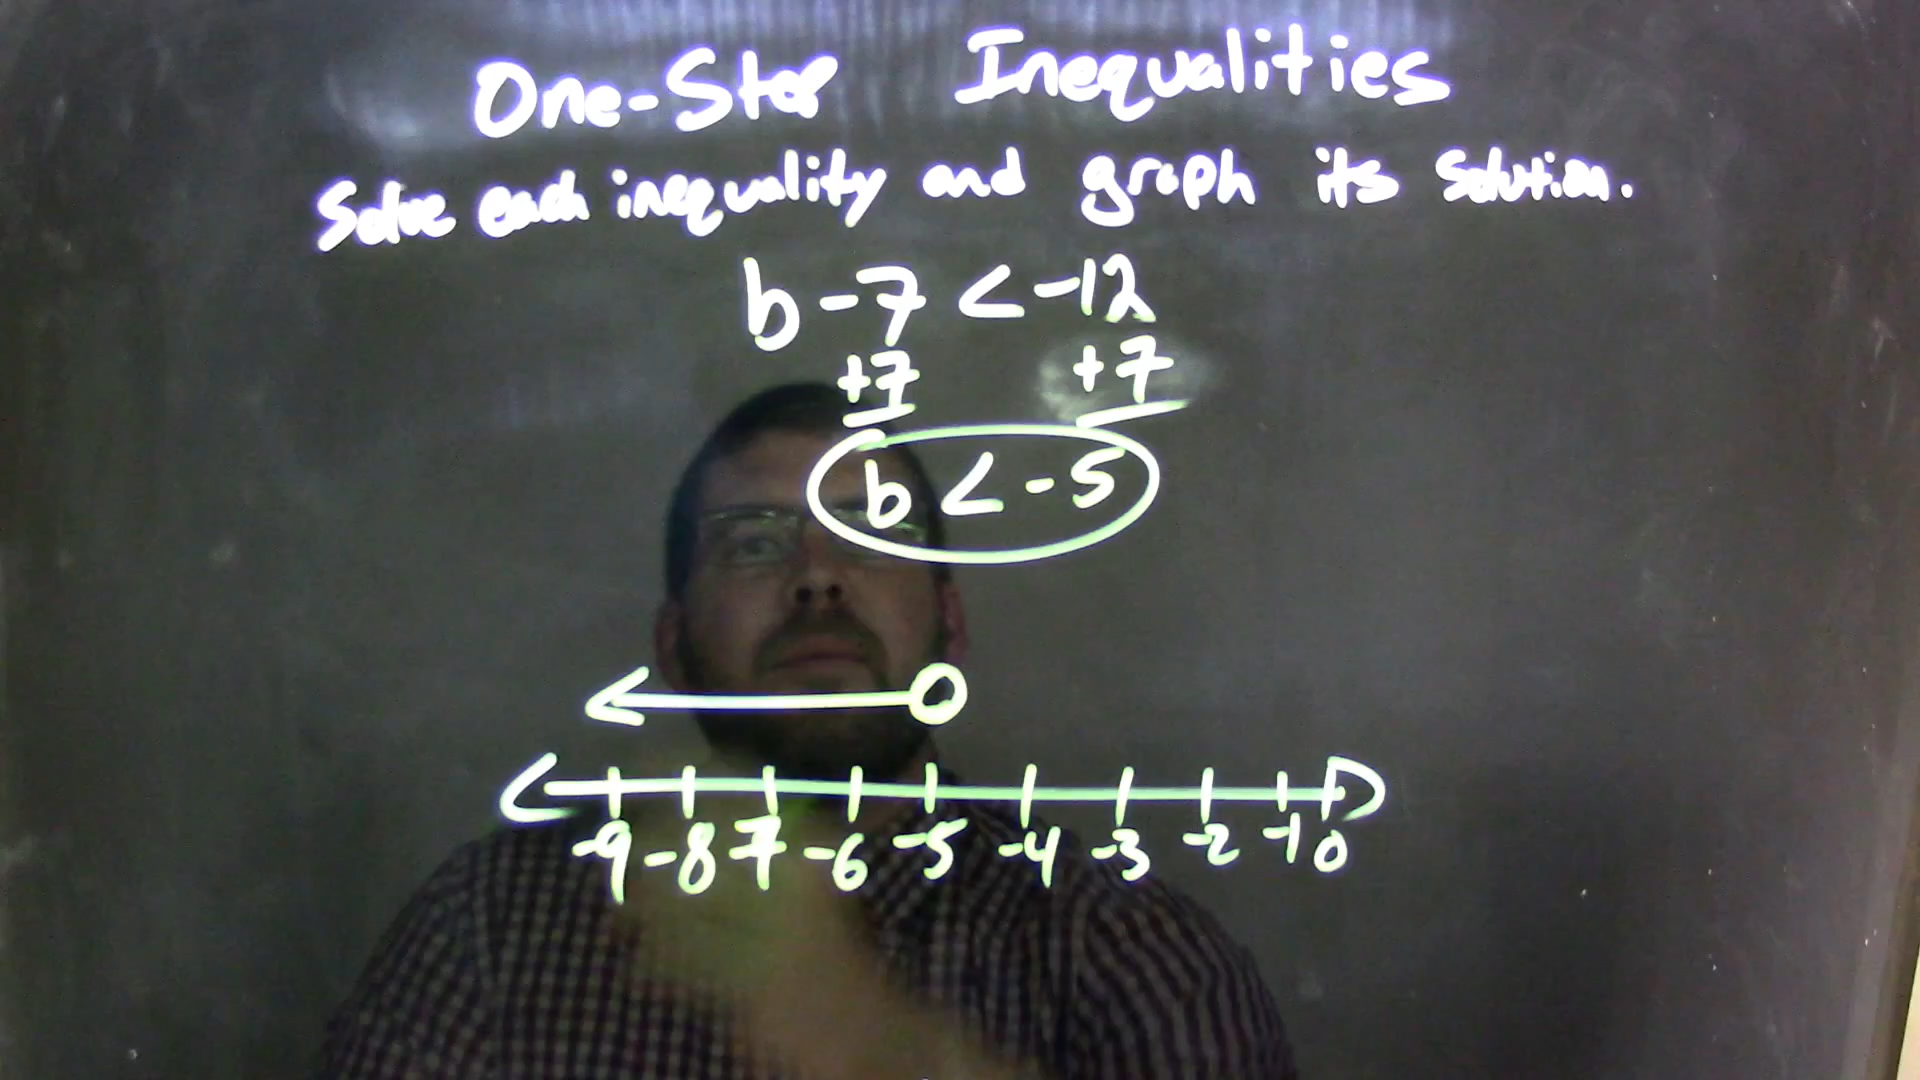 One-Step Inequalities
Solve each inequality and graph its solution.
b - 7 < -12
+7 +7
b < -5
-9 -8 -7 -6 -5 -4 -3 -2 -1 0